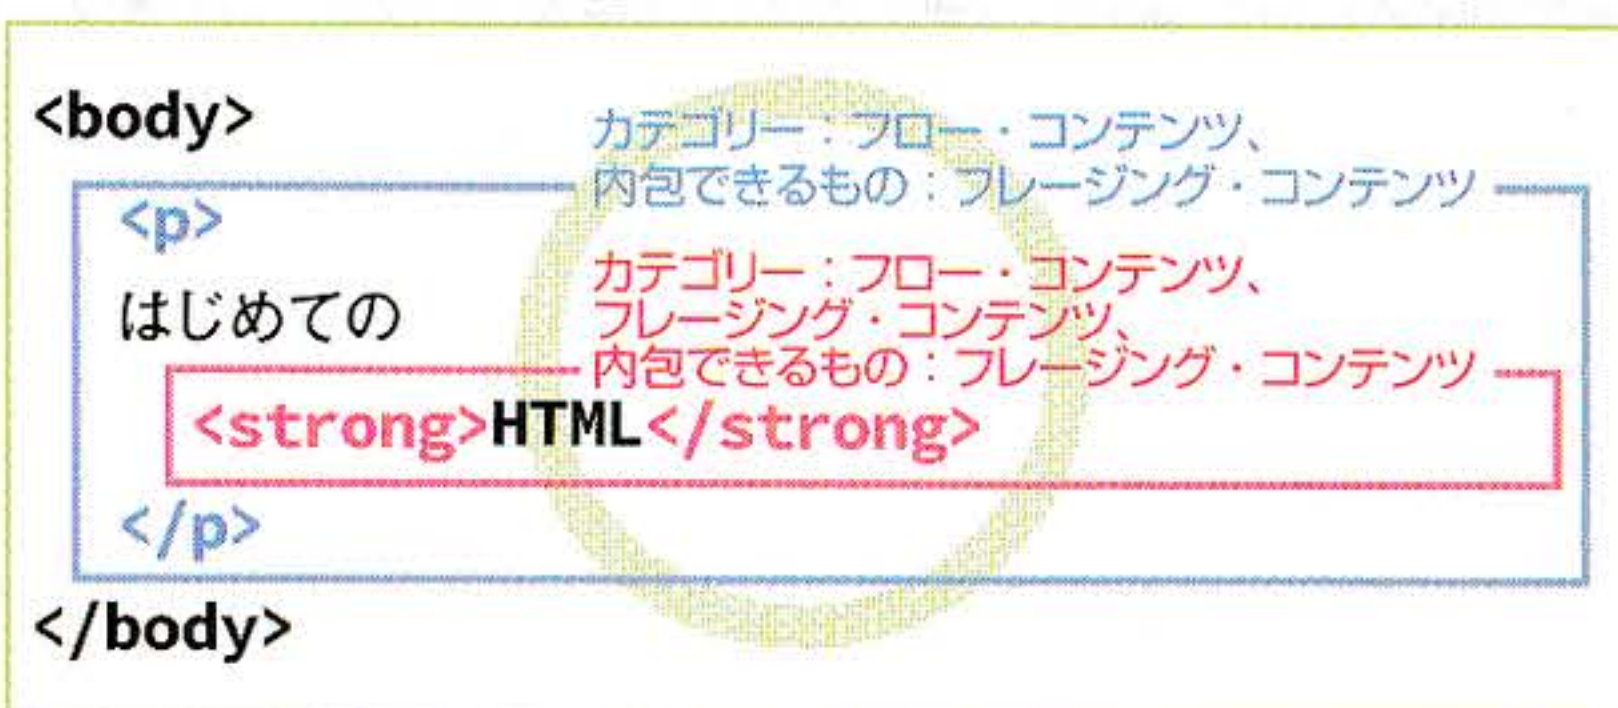 <body>
カテゴリー：フロー・コンテンツ、
内包できるもの：フレージング・コンテンツ
<p>
カテゴリー：フロー・コンテンツ、
はじめての
フレージング・コンテンツ、
内包できるもの：フレージング・コンテンツ
<strong>HTML</strong>
</p>
</body>